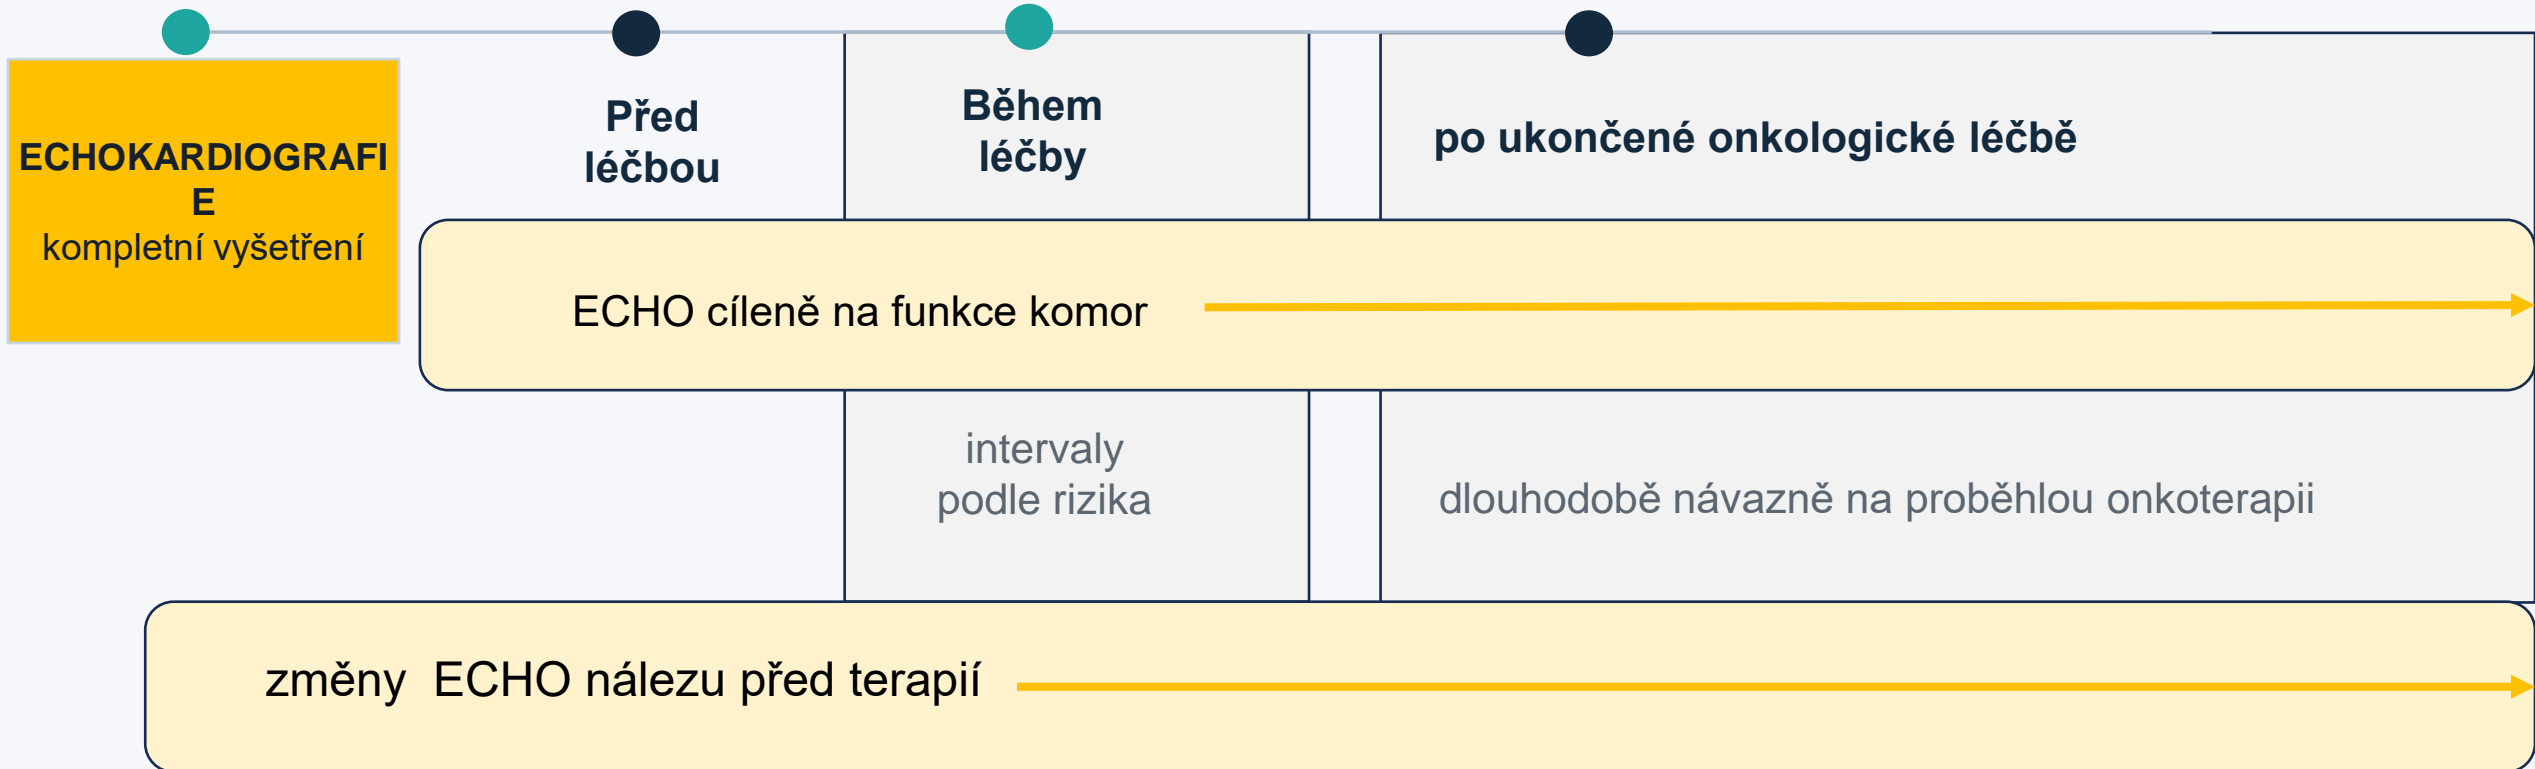 ECHOKARDIOGRAFI
E
kompletní vyšetření
Před
léčbou
Během
léčby
po ukončené onkologické léčbě
ECHO cíleně na funkce komor
intervaly
podle rizika
dlouhodobě návazně na proběhlou onkoterapii
změny  ECHO nálezu před terapií